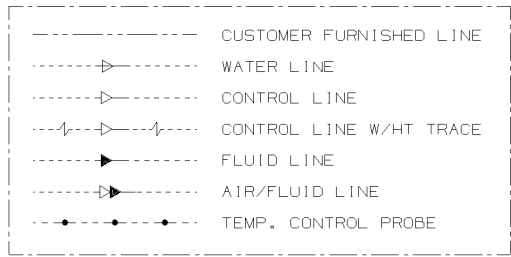 CUSTOMER FURNISHED LINE
WATER LINE
CONTROL LINE
CONTROL LINE W/HT TRACE
FLUID LINE
AIR/FLUID LINE
TEMP. CONTROL PROBE